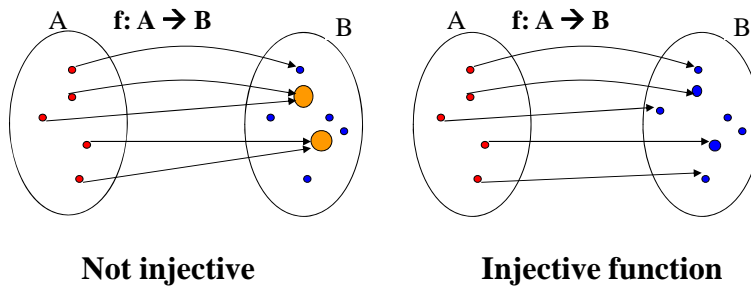 A f: A → B B
Not injective
A f: A → B B
Injective function